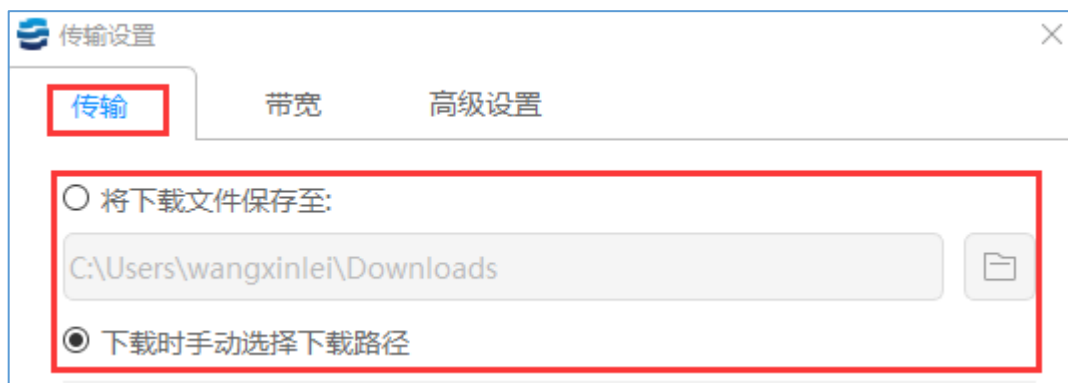 传输设置
传输 带宽 高级设置
将下载文件保存至:
C:\Users\wangxinlei\Downloads
下载时手动选择下载路径